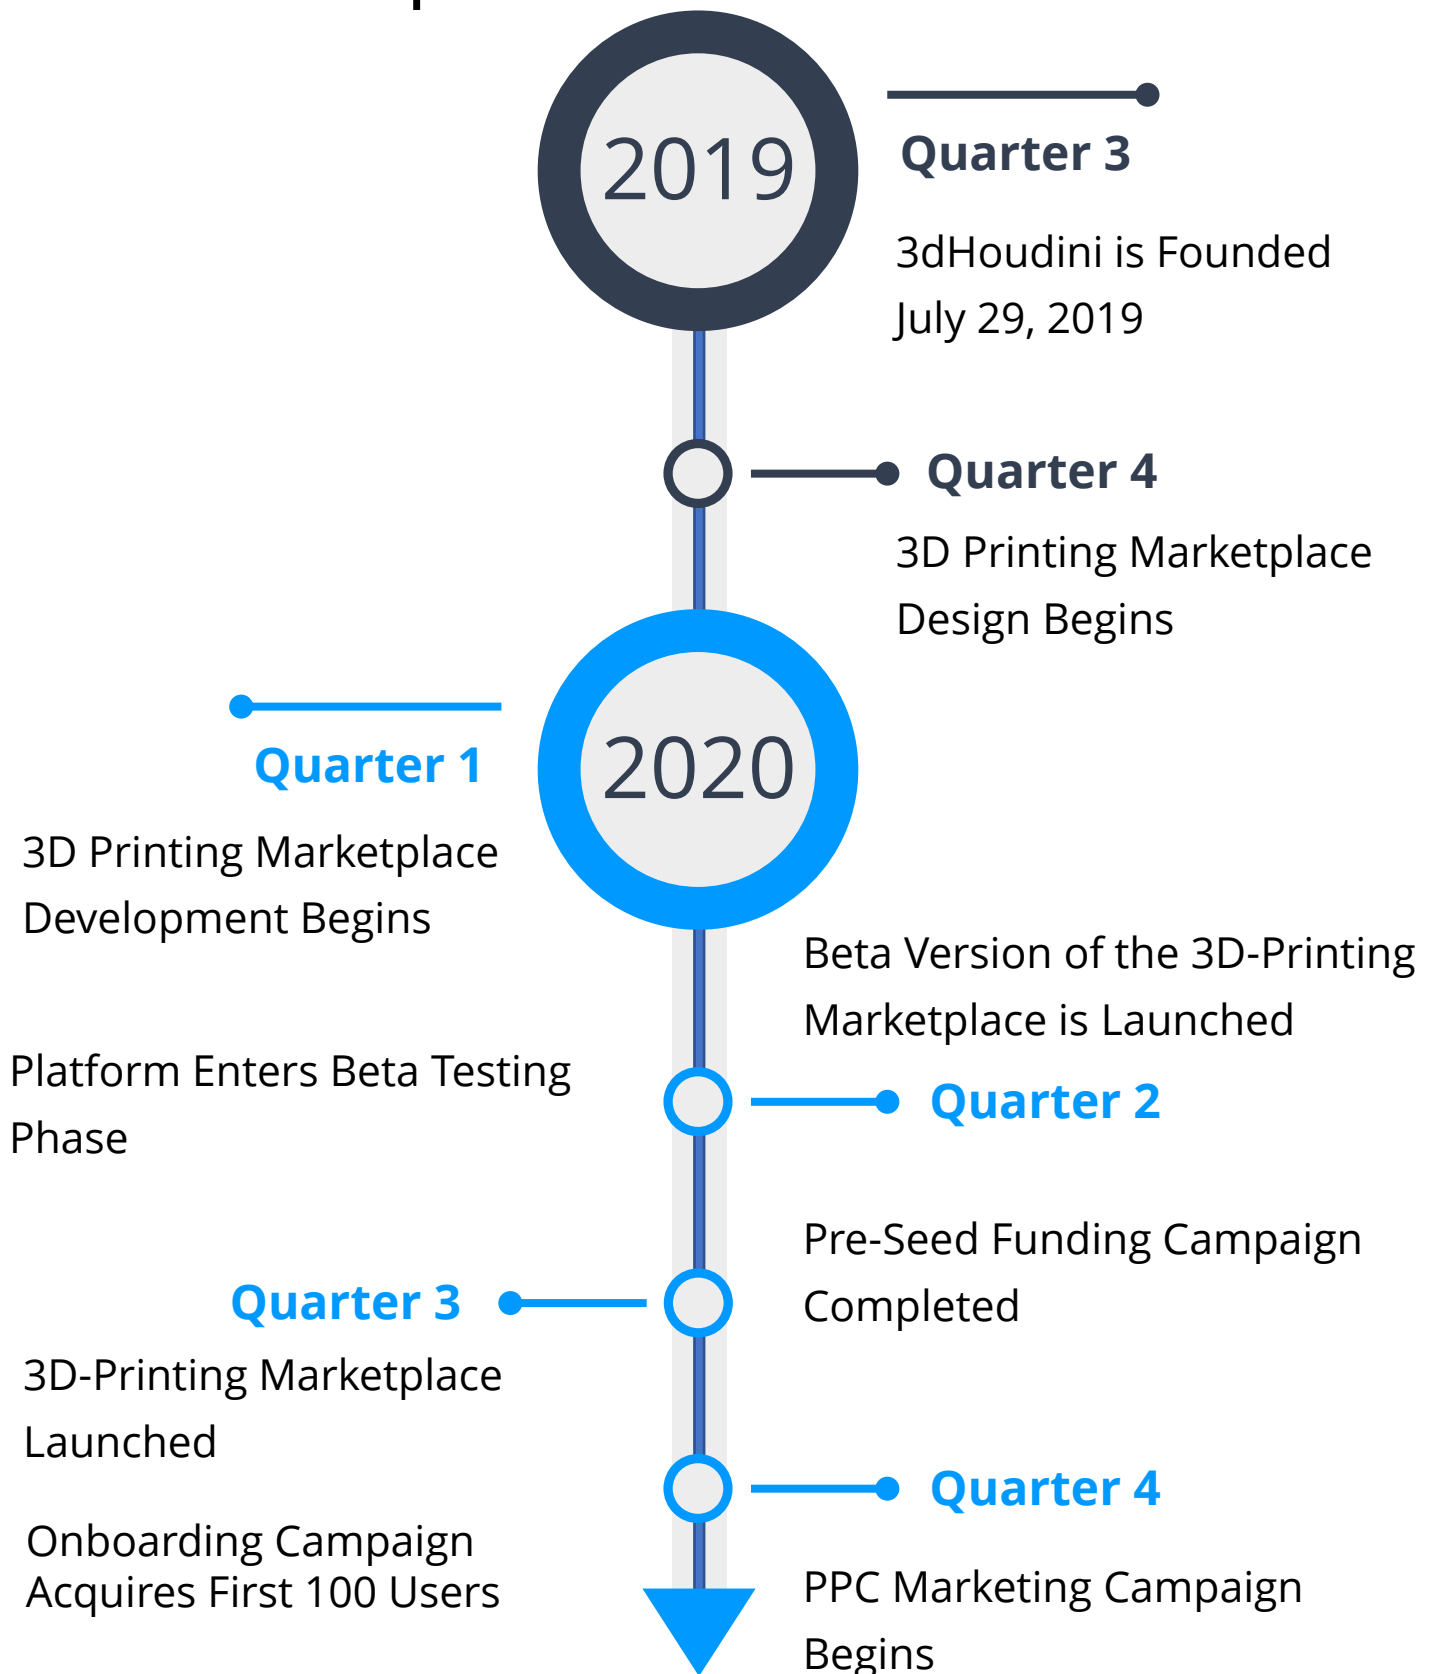 2019
Quarter 3
3dHoudini is Founded
July 29, 2019
Quarter 4
3D Printing Marketplace
Design Begins
2020
Quarter 1
3D Printing Marketplace
Development Begins
Beta Version of the 3D-Printing
Marketplace is Launched
Platform Enters Beta Testing
Phase
Quarter 2
Pre-Seed Funding Campaign
Completed
Quarter 3
3D-Printing Marketplace
Launched
Quarter 4
Onboarding Campaign
Acquires First 100 Users
PPC Marketing Campaign
Begins